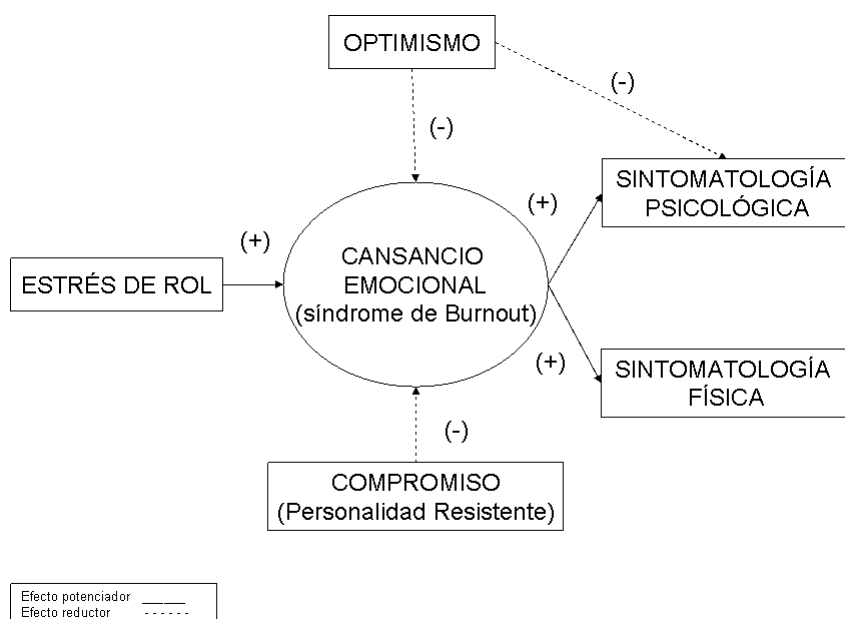 OPTIMISMO
(-)
(-)
SINTOMATOLOGÍA
PSICOLÓGICA
(+)
(+)
CANSANCIO
EMOCIONAL
(síndrome de Burnout)
ESTRÉS DE ROL
(+)
SINTOMATOLOGÍA
FÍSICA
(-)
COMPROMISO
(Personalidad Resistente)
Efecto potenciador
Efecto reductor